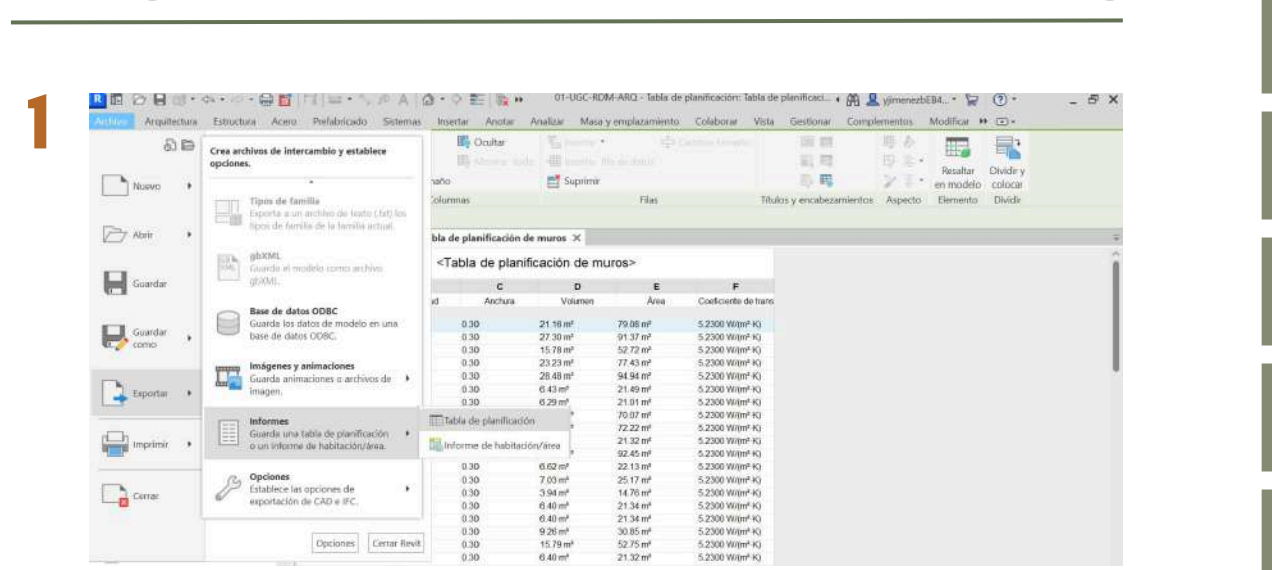 1
01-UGC-RDM-ARQ - Tabla de planificación: Tabla de planificaci...
yjimenezbEB4...
Archivo Arquitectura Estructura Acero Prefabricado Sistemas Insertar Anotar Analizar Masa y emplazamiento Colaborar Vista Gestionar Complementos Modificar
Crea archivos de intercambio y establece
opciones.
Ocultar
Suprimir
Resaltar
en modelo
Dividir y
colocar
Filas
Títulos y encabezamientos Aspecto Elemento Dividir
Nuevo
Abrir
Guardar
Guardar
como
Exportar
Imprimir
Cerrar
Tipos de familia
Exporta a un archivo de texto (.txt) los
tipos de familia de la familia actual.
gbXML
Guarda el modelo como archivo
gbXML.
Base de datos ODBC
Guarda los datos de modelo en una
base de datos ODBC.
Imágenes y animaciones
Guarda animaciones o archivos de
imagen.
Informes
Guarda una tabla de planificación
o un informe de habitación/área.
Opciones
Establece las opciones de
exportación de CAD e IFC.
Opciones Cerrar Revit
Tabla de planificación
Informe de habitación/área
bla de planificación de muros
<Tabla de planificación de muros>
C D E F
Anchura Volumen Área Coeficiente de trans
0.30 21.16 m³ 79.08 m² 5.2300 W/(m²·K)
0.30 27.30 m³ 91.37 m² 5.2300 W/(m²·K)
0.30 15.78 m³ 52.72 m² 5.2300 W/(m²·K)
0.30 23.23 m³ 77.43 m² 5.2300 W/(m²·K)
0.30 28.48 m³ 94.94 m² 5.2300 W/(m²·K)
0.30 6.43 m³ 21.49 m² 5.2300 W/(m²·K)
0.30 6.29 m³ 21.01 m² 5.2300 W/(m²·K)
70.07 m² 5.2300 W/(m²·K)
72.22 m² 5.2300 W/(m²·K)
21.32 m² 5.2300 W/(m²·K)
92.45 m² 5.2300 W/(m²·K)
0.30 6.62 m³ 22.13 m² 5.2300 W/(m²·K)
0.30 7.03 m³ 25.17 m² 5.2300 W/(m²·K)
0.30 3.94 m³ 14.76 m² 5.2300 W/(m²·K)
0.30 6.40 m³ 21.34 m² 5.2300 W/(m²·K)
0.30 6.40 m³ 21.34 m² 5.2300 W/(m²·K)
0.30 9.26 m³ 30.85 m² 5.2300 W/(m²·K)
0.30 15.79 m³ 52.75 m² 5.2300 W/(m²·K)
0.30 6.40 m³ 21.32 m² 5.2300 W/(m²·K)